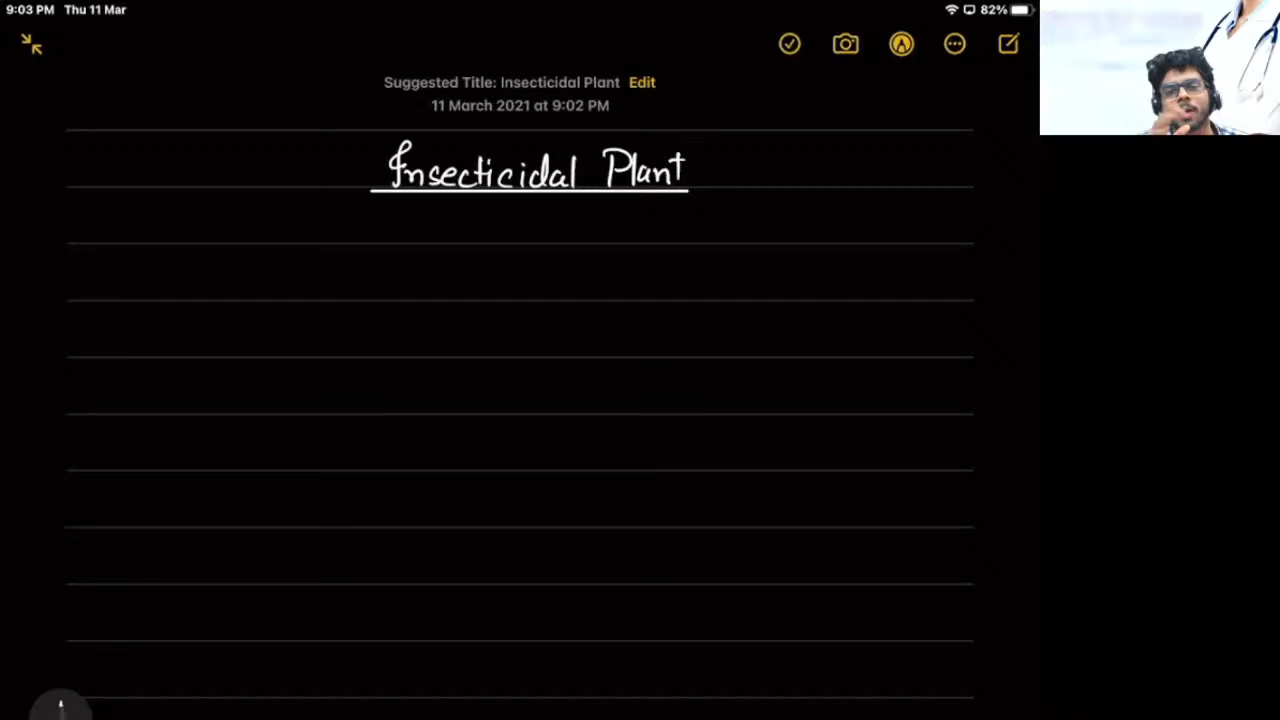 9:03 PM Thu 11 Mar 82%
Suggested Title: Insecticidal Plant Edit
11 March 2021 at 9:02 PM
Insecticidal Plant